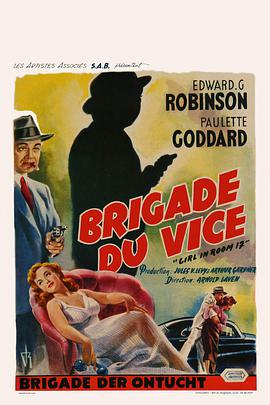 LES ARTISTES ASSOCIÉS S.A.B. présentent
EDWARD.G
ROBINSON
PAULETTE
GODDARD
BRIGADE
DU VICE
"GIRL IN ROOM 17"
Production: JULES V. LEVY & ARTHUR GARDNER
Direction: ARNOLD LAVEN
BRIGADE DER ONTUCHT